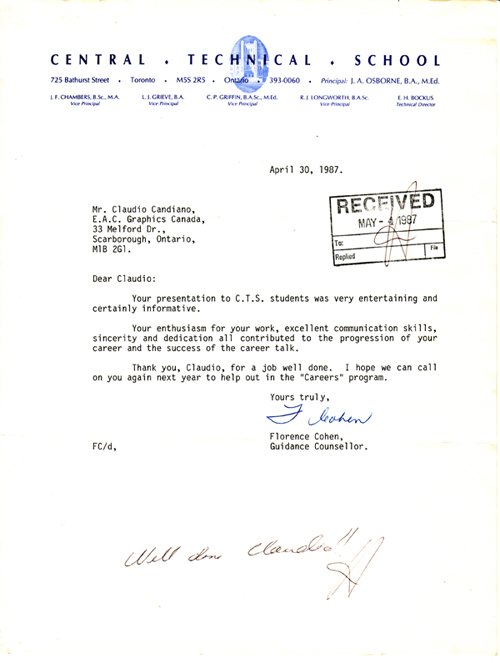 CENTRAL . TECHNICAL . SCHOOL
725 Bathurst Street . Toronto . M5S 2R5 . Ontario . 393-0060 . Principal: J. A. OSBORNE, B.A., M.Ed.
J. F. CHAMBERS, B.Sc., M.A. L. J. GRIEVE, B.A. C. P. GRIFFIN, B.A.Sc., M.Ed. R. J. LONGWORTH, B.A.Sc. E. H. BOCKUS
Vice Principal Vice Principal Vice Principal Vice Principal Technical Director
April 30, 1987.
RECEIVED
MAY - 4 1987
To:
Replied File
Mr. Claudio Candiano,
E.A.C. Graphics Canada,
33 Melford Dr.,
Scarborough, Ontario,
M1B 2G1.
Dear Claudio:
Your presentation to C.T.S. students was very entertaining and
certainly informative.
Your enthusiasm for your work, excellent communication skills,
sincerity and dedication all contributed to the progression of your
career and the success of the career talk.
Thank you, Claudio, for a job well done. I hope we can call
on you again next year to help out in the "Careers" program.
Yours truly,
F Cohen
Florence Cohen,
FC/d, Guidance Counsellor.
Well done Claudio!!